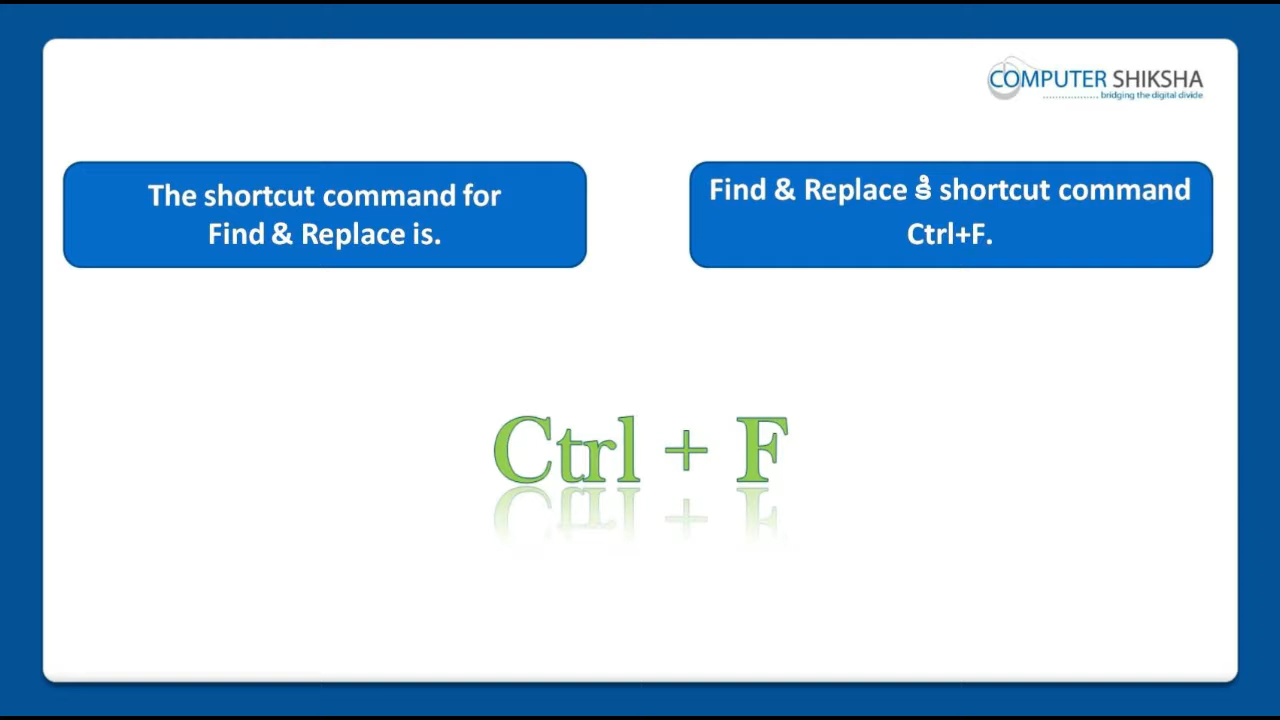 COMPUTER SHIKSHA
bridging the digital divide
The shortcut command for
Find & Replace is.
Find & Replace కి shortcut command
Ctrl+F.
Ctrl + F